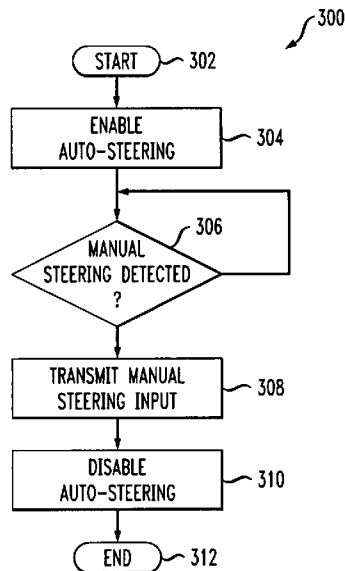 300
START
302
ENABLE
AUTO-STEERING
304
306
MANUAL
STEERING DETECTED
?
TRANSMIT MANUAL
STEERING INPUT
308
DISABLE
AUTO-STEERING
310
END
312